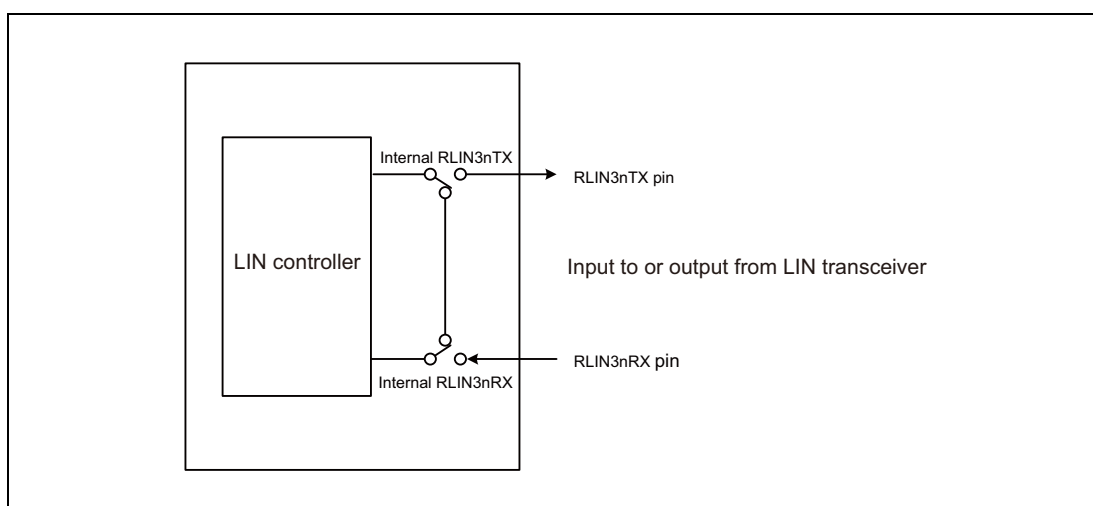 Internal RLIN3nTX
RLIN3nTX pin
LIN controller
Input to or output from LIN transceiver
RLIN3nRX pin
Internal RLIN3nRX